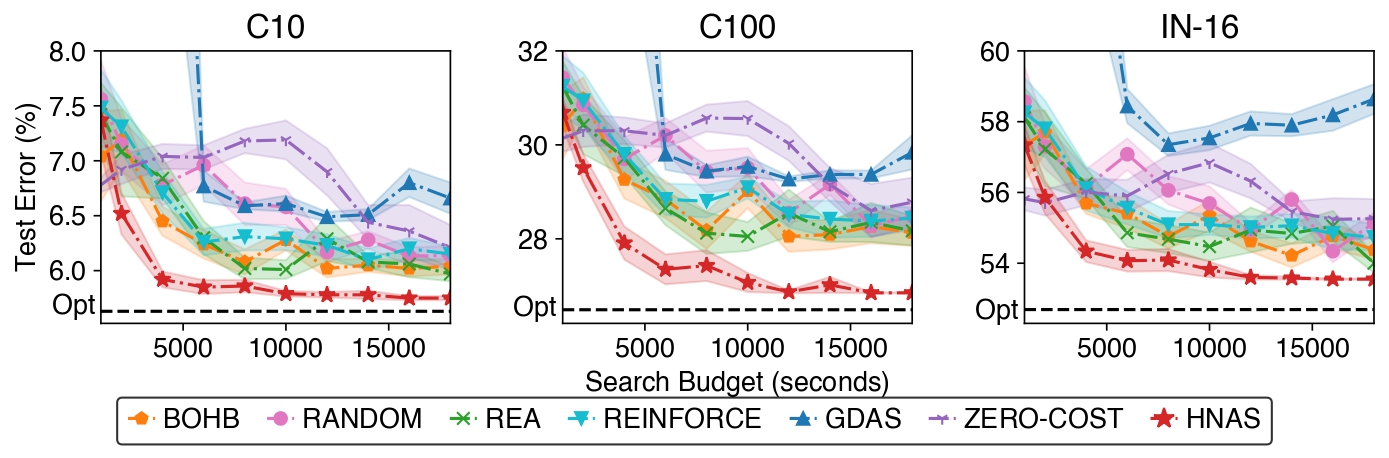 C10
C100
IN-16
Test Error (%)
8.0
7.5
7.0
6.5
6.0
Opt
5000 10000 15000
32
30
28
Opt
5000 10000 15000
60
58
56
54
Opt
5000 10000 15000
Search Budget (seconds)
BOHB RANDOM REA REINFORCE GDAS ZERO-COST HNAS